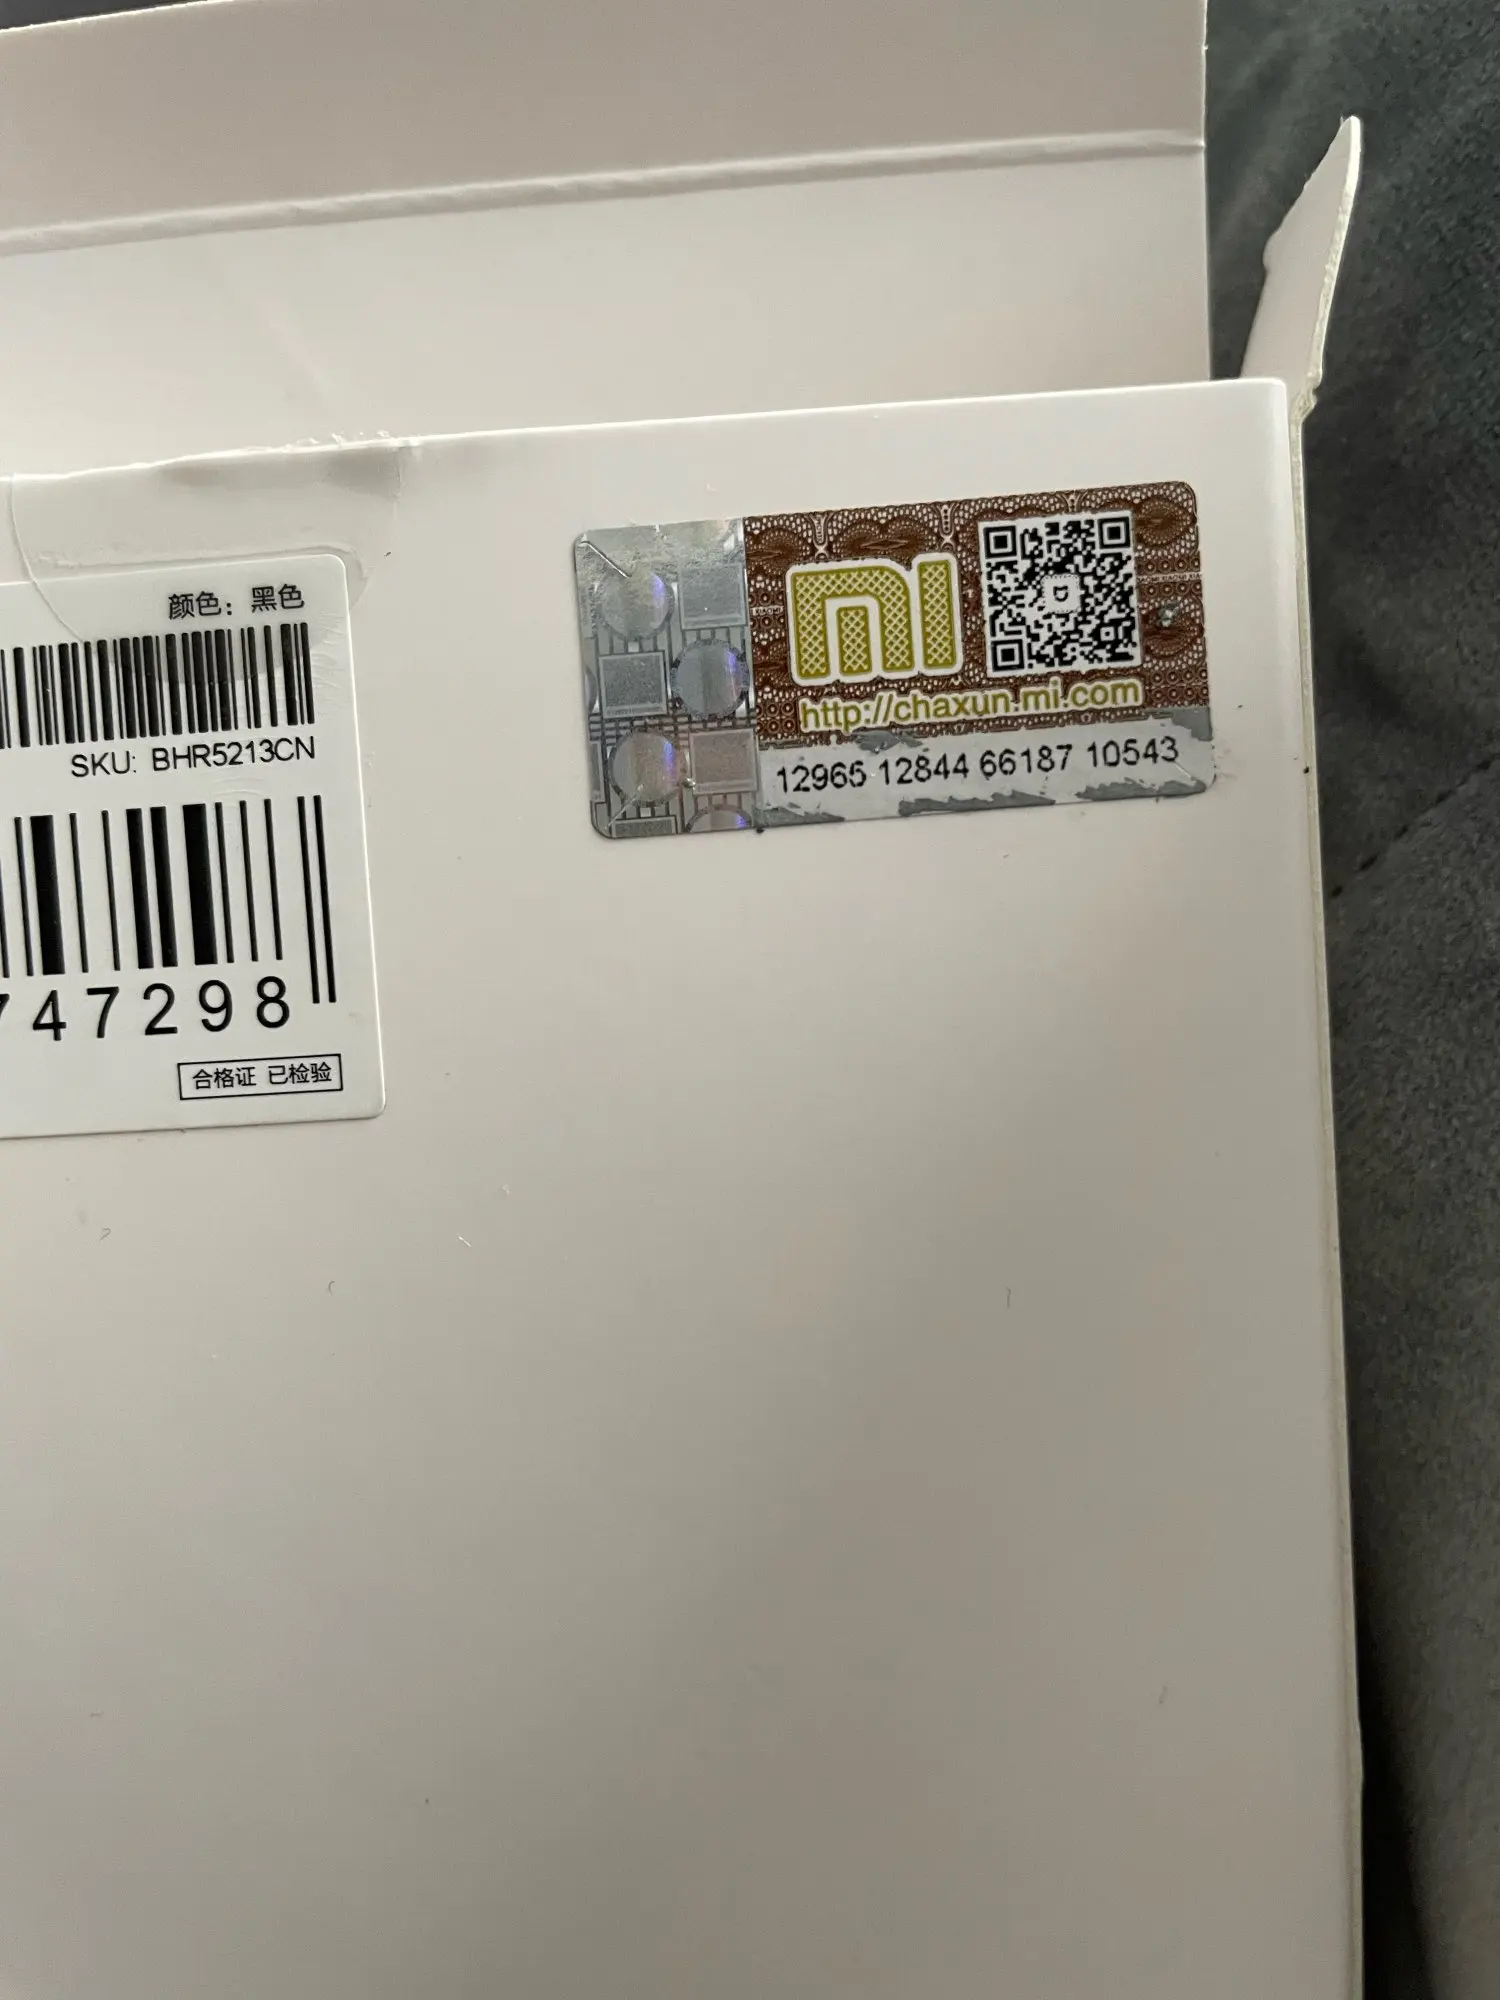 颜色：黑色
SKU: BHR5213CN
747298
合格证 已检验
mi
http://chaxun.mi.com
12965 12844 66187 10543